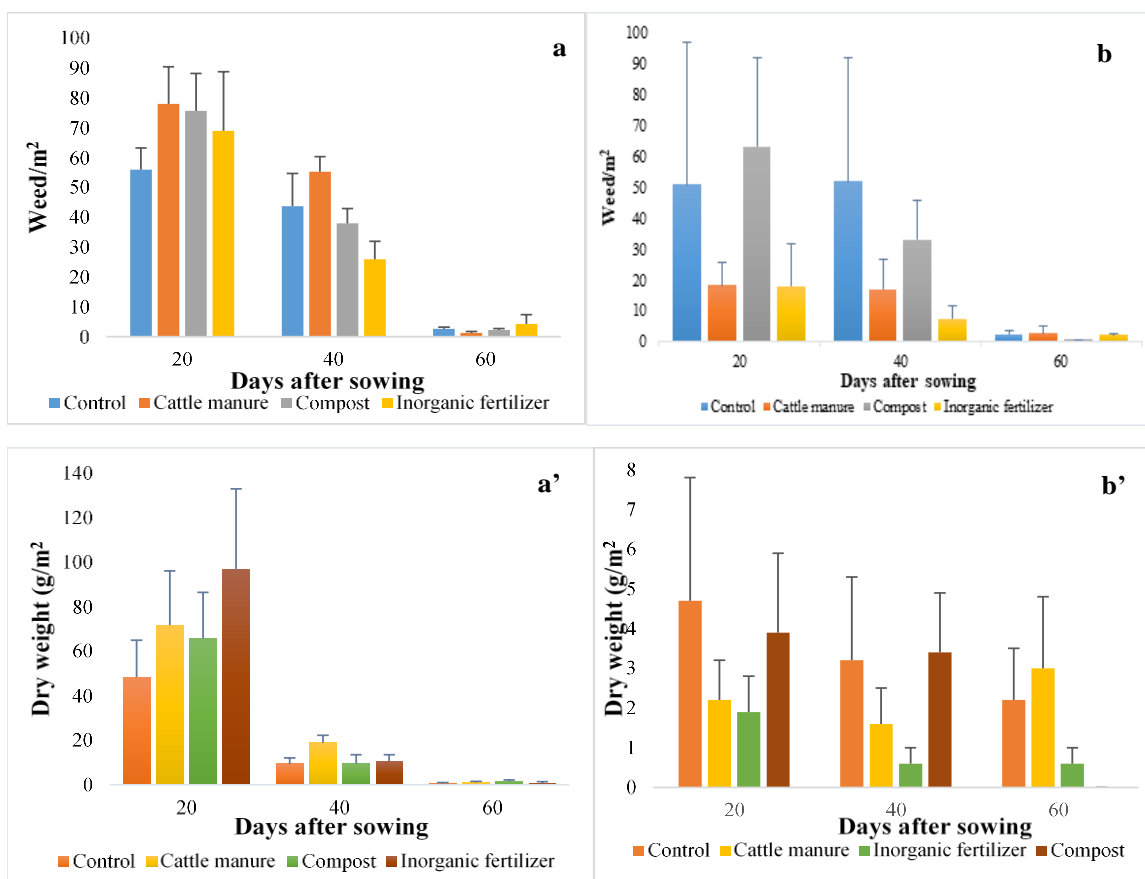 a
100
90
80
70
60
50
40
30
20
10
0
Weed/m²
20 40 60
Days after sowing
Control Cattle manure Compost Inorganic fertilizer
b
100
90
80
70
60
50
40
30
20
10
0
Weed/m²
20 40 60
Days after sowing
Control Cattle manure Compost Inorganic fertilizer
a’
140
120
100
80
60
40
20
0
Dry weight (g/m²
20 40 60
Days after sowing
Control Cattle manure Compost Inorganic fertilizer
b’
8
7
6
5
4
3
2
1
0
Dry weight (g/m²
20 40 60
Days after sowing
Control Cattle manure Inorganic fertilizer Compost